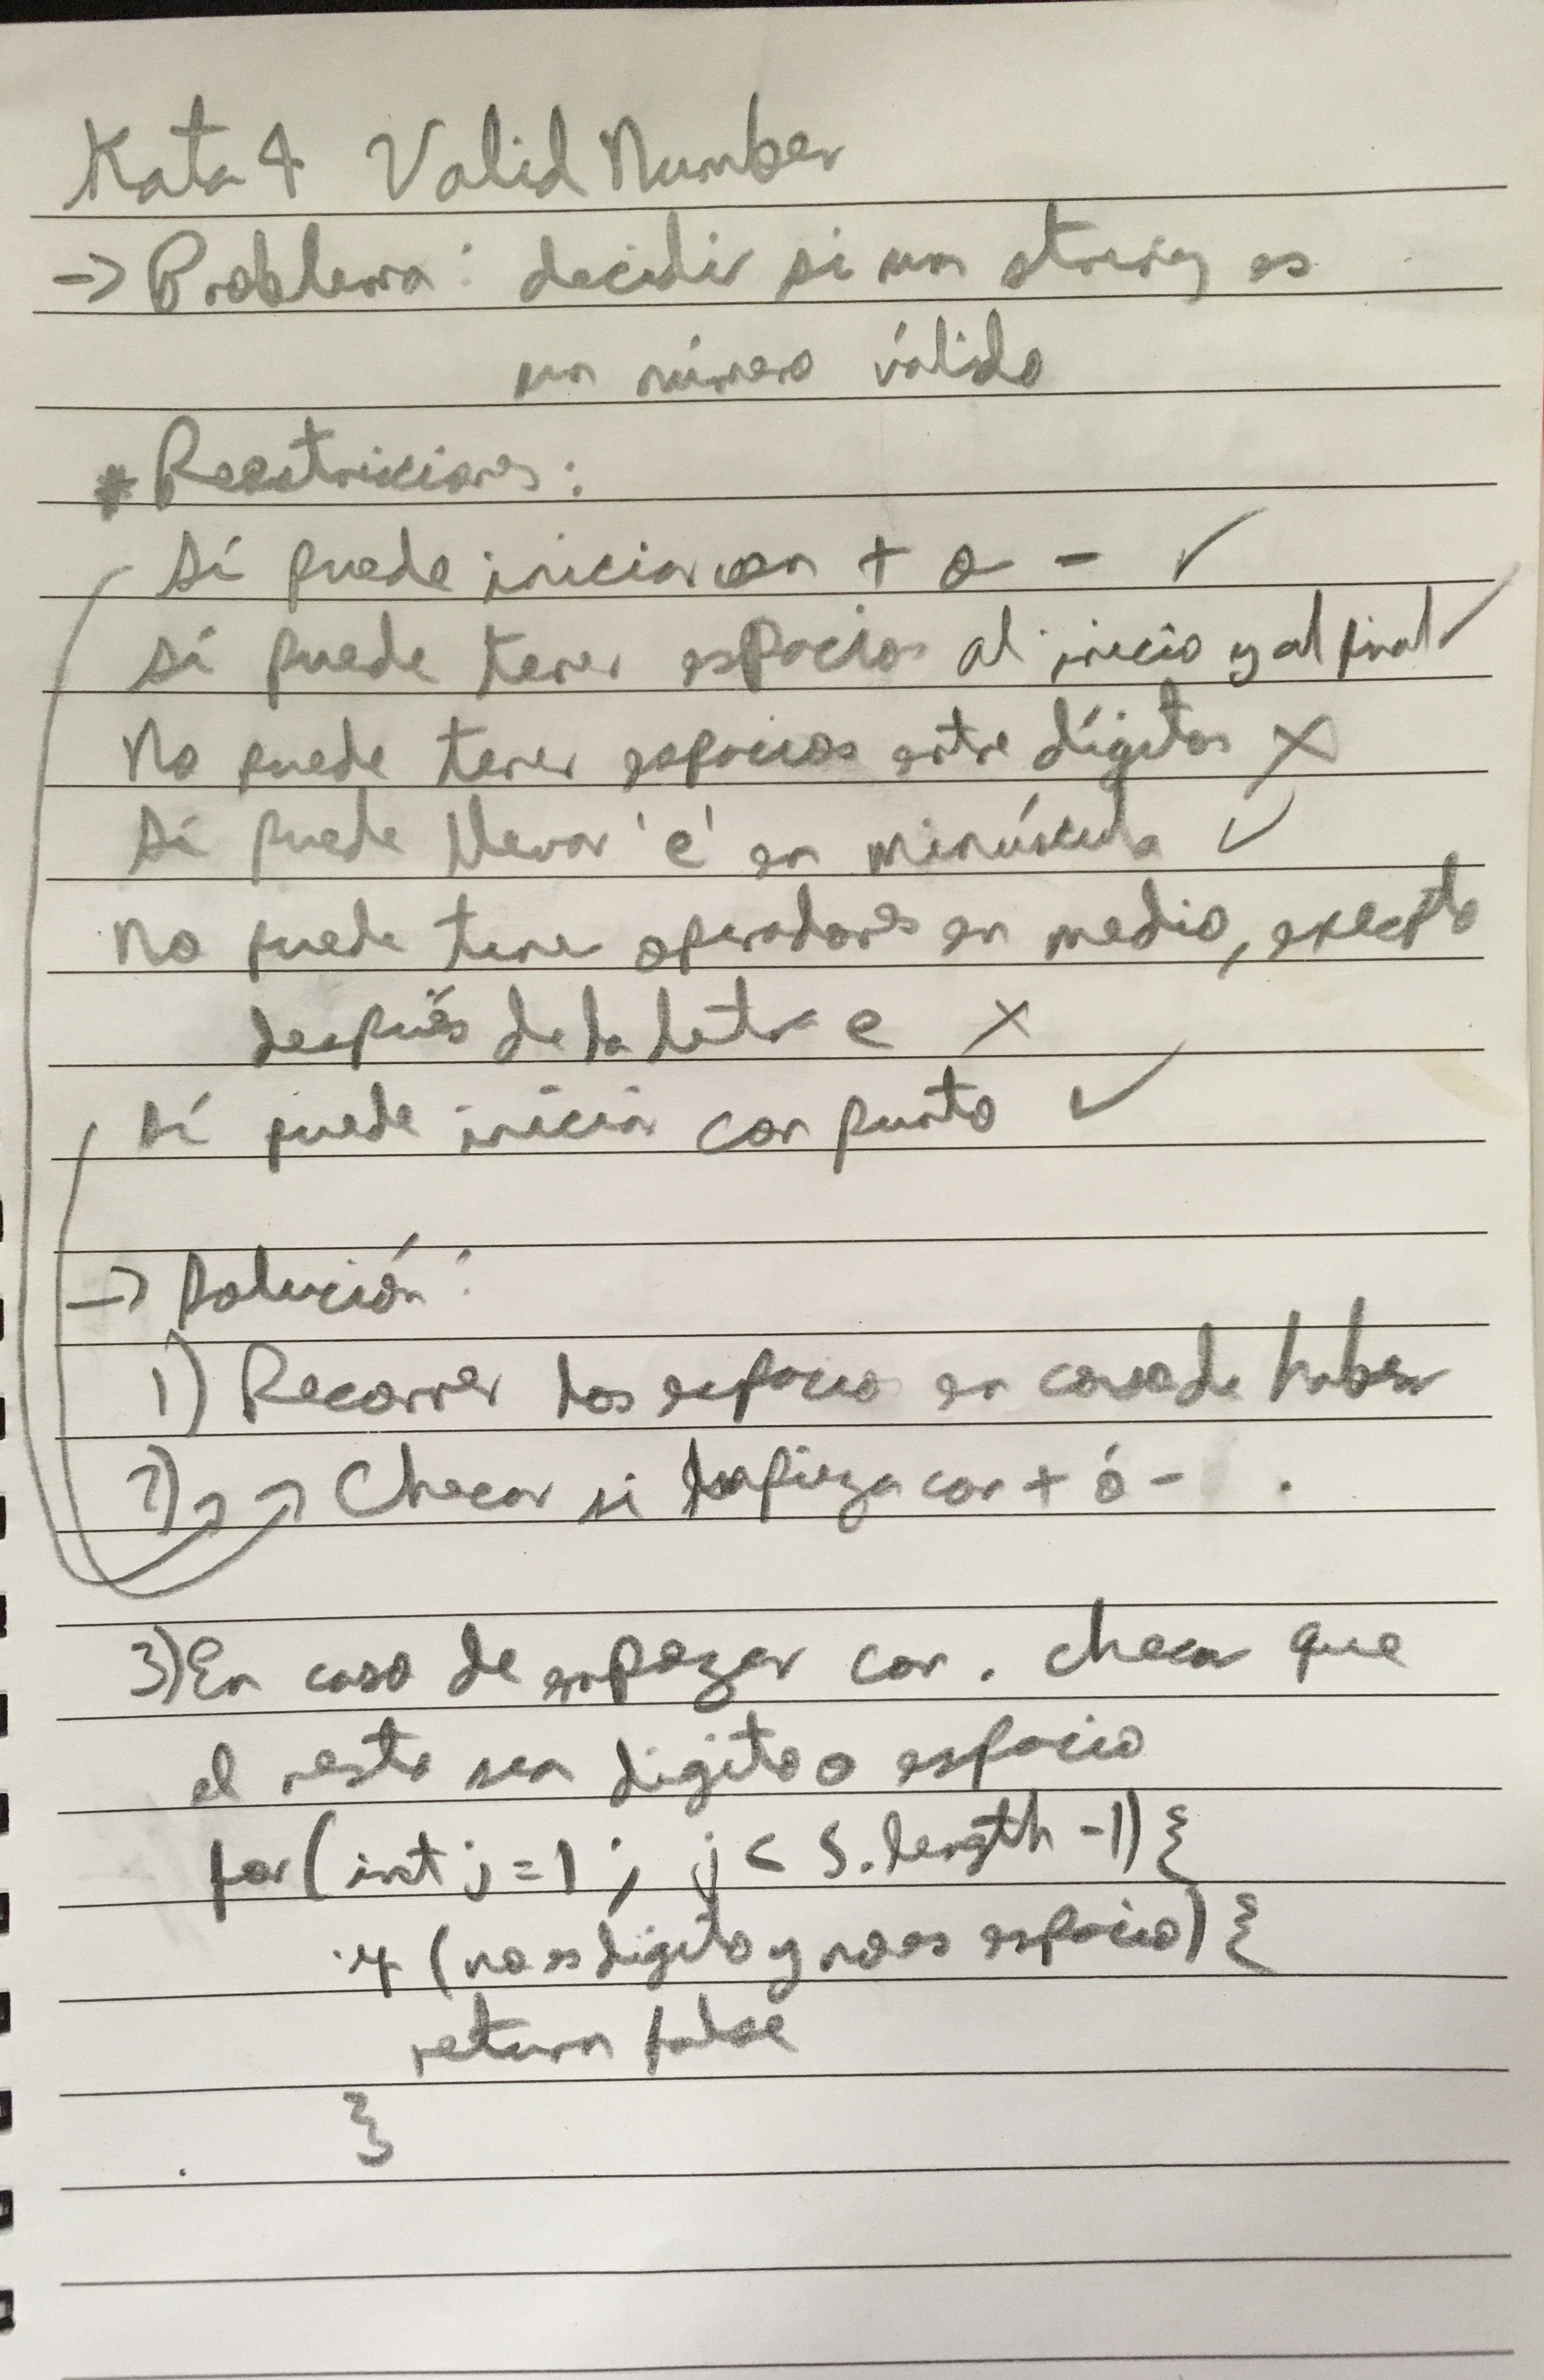 Kata 4 Valid Number
-> Problema: decidir si un string es
un número válido
* Restricciones:
Sí puede iniciar con + o - ✓
Sí puede tener espacios al inicio y al final ✓
No puede tener espacios entre dígitos X
Sí puede llevar 'e' en minúscula ✓
No puede tener operadores en medio, excepto
después de la letra e X
Sí puede iniciar con punto ✓
-> Solución:
1) Recorrer los espacio en caso de haber
2) -> -> Checar si empieza con + ó - .
3) En caso de empezar con . checar que
el resto sea digito o espacio
for(int j=1; j < S.length -1){
if (no es digito y no es espacio) {
return false
}